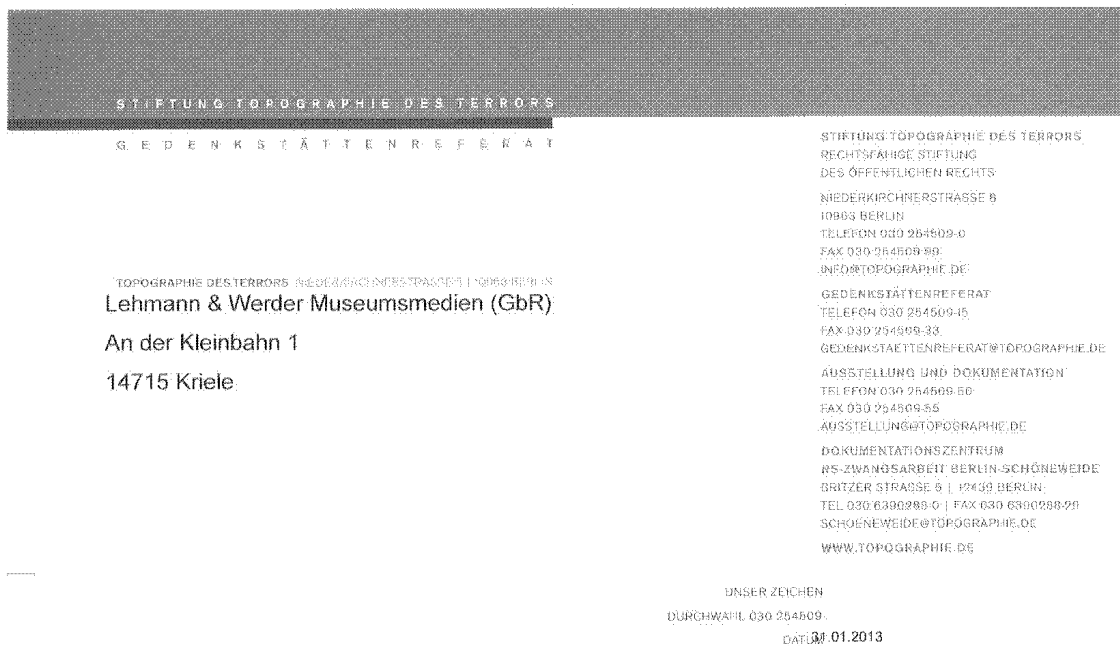 STIFTUNG TOPOGRAPHIE DES TERRORS
GEDENKSTÄTTENREFERAT
STIFTUNG TOPOGRAPHIE DES TERRORS
RECHTSFÄHIGE STIFTUNG
DES ÖFFENTLICHEN RECHTS
NIEDERKIRCHNERSTRASSE 8
10963 BERLIN
TELEFON 030 254509-0
FAX 030 254509-99
INFO@TOPOGRAPHIE.DE
GEDENKSTÄTTENREFERAT
TELEFON 030 254509-15
FAX 030 254509-33
GEDENKSTAETTENREFERAT@TOPOGRAPHIE.DE
AUSSTELLUNG UND DOKUMENTATION
TELEFON 030 254509-50
FAX 030 254509-55
AUSSTELLUNG@TOPOGRAPHIE.DE
DOKUMENTATIONSZENTRUM
NS-ZWANGSARBEIT BERLIN-SCHÖNEWEIDE
BRITZER STRASSE 5 | 12439 BERLIN
TEL 030 6390288-0 | FAX 030 6390288-29
SCHOENEWEIDE@TOPOGRAPHIE.DE
WWW.TOPOGRAPHIE.DE
TOPOGRAPHIE DES TERRORS NIEDERKIRCHNERSTRASSE 8 | 10963 BERLIN
Lehmann & Werder Museumsmedien (GbR)
An der Kleinbahn 1
14715 Kriele
UNSER ZEICHEN
DURCHWAHL 030 254509-
DATUM 31.01.2013